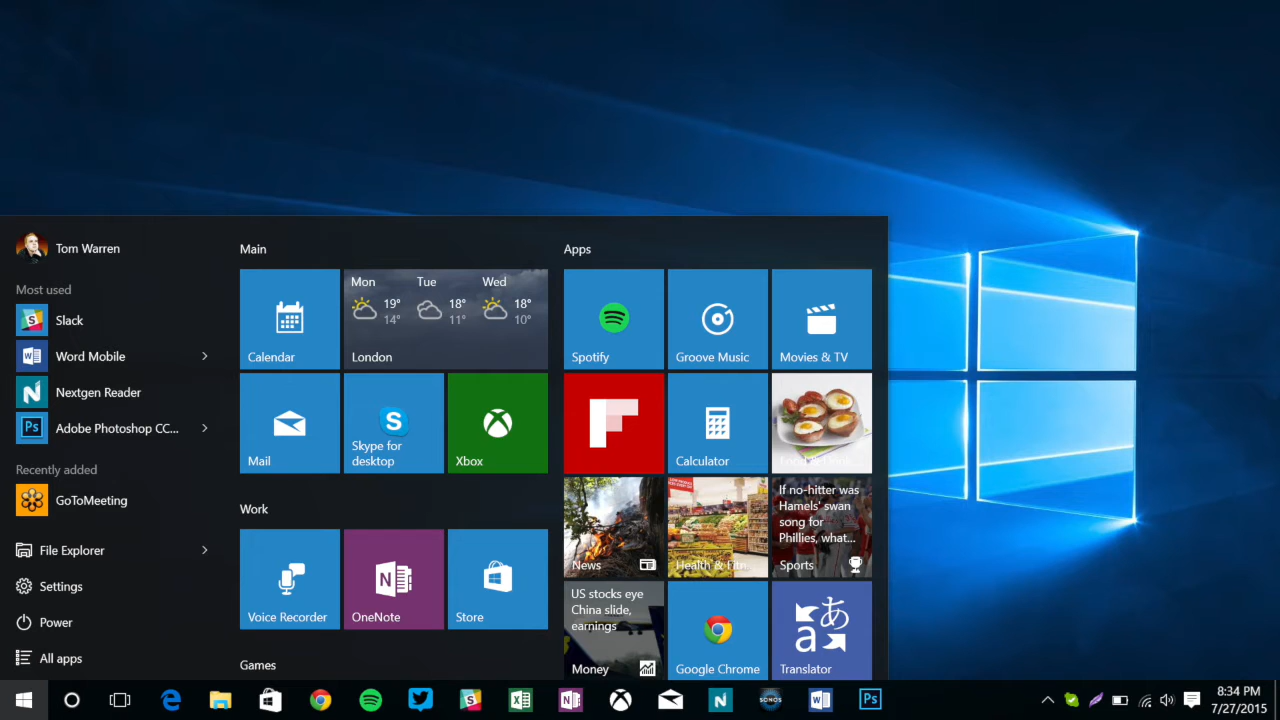 Tom Warren
Most used
Slack
Word Mobile
Nextgen Reader
Adobe Photoshop CC...
Recently added
GoToMeeting
File Explorer
Settings
Power
All apps
Main
Calendar
Mon Tue Wed
19° 18° 18°
14° 11° 10°
London
Mail
Skype for
desktop
Xbox
Work
Voice Recorder
OneNote
Store
Games
Apps
Spotify
Groove Music
Movies & TV
Calculator
News
Health & Fitn...
If no-hitter was
Hamels' swan
song for
Phillies, what...
Sports
US stocks eye
China slide,
earnings
Money
Google Chrome
Translator
SONOS
Ps
8:34 PM
7/27/2015